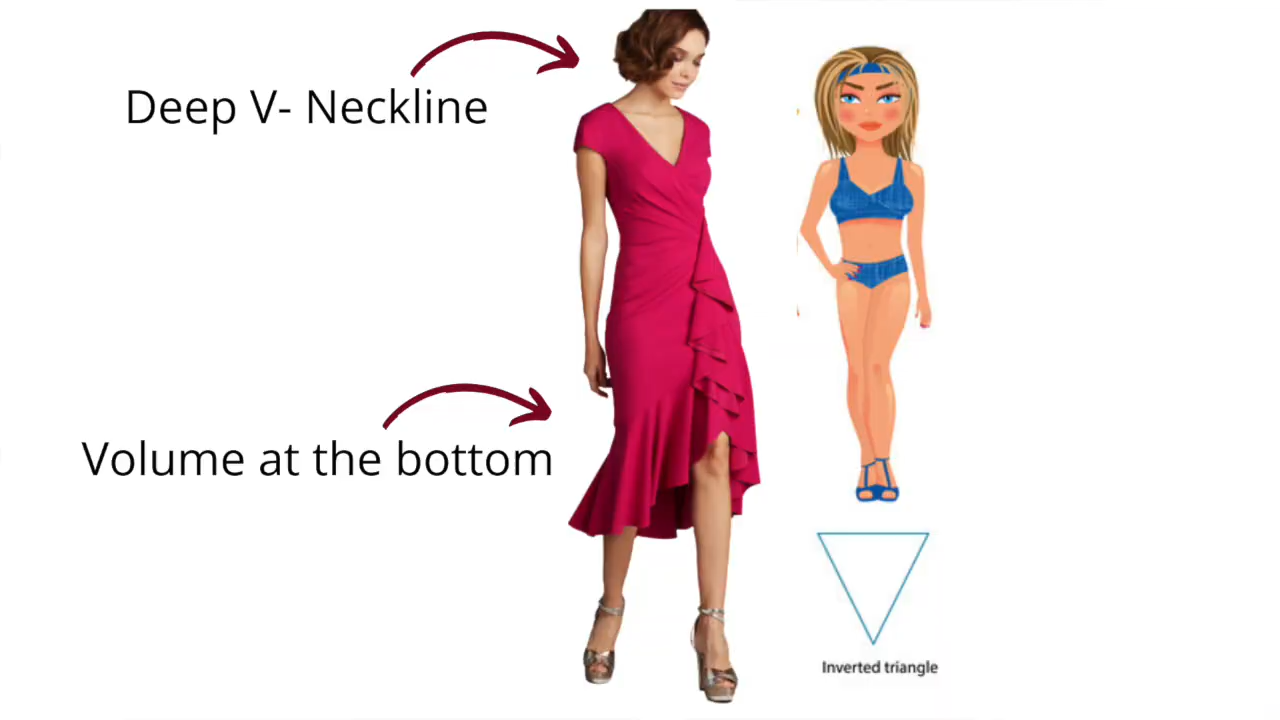 Deep V- Neckline
Volume at the bottom
Inverted triangle